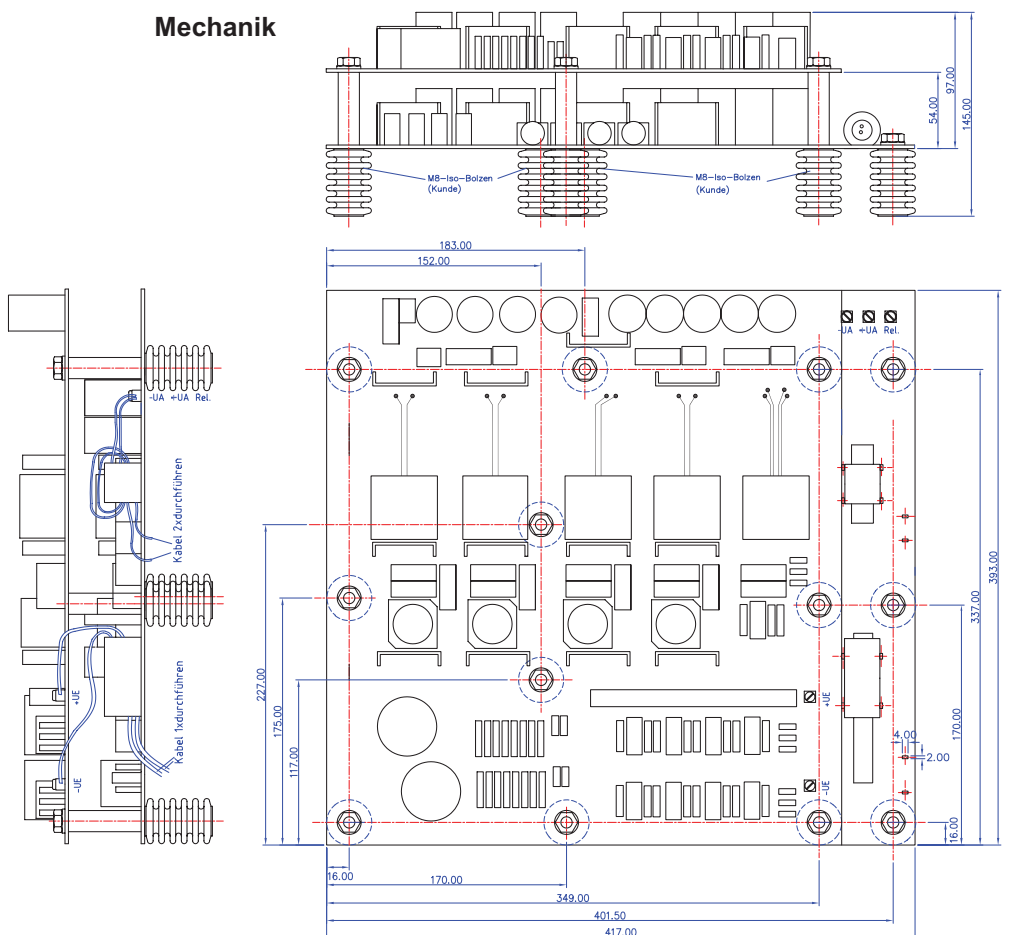 Mechanik
97.00
145.00
54.00
M8-Iso-Bolzen
(Kunde)
M8-Iso-Bolzen
(Kunde)
183.00
152.00
-UA +UA Rel.
-UA +UA Rel.
Kabel 2xdurchführen
+UE
-UE
Kabel 1xdurchführen
227.00
175.00
117.00
+UE
-UE
4.00
2.00
393.00
337.00
170.00
16.00
16.00
170.00
349.00
401.50
417.00